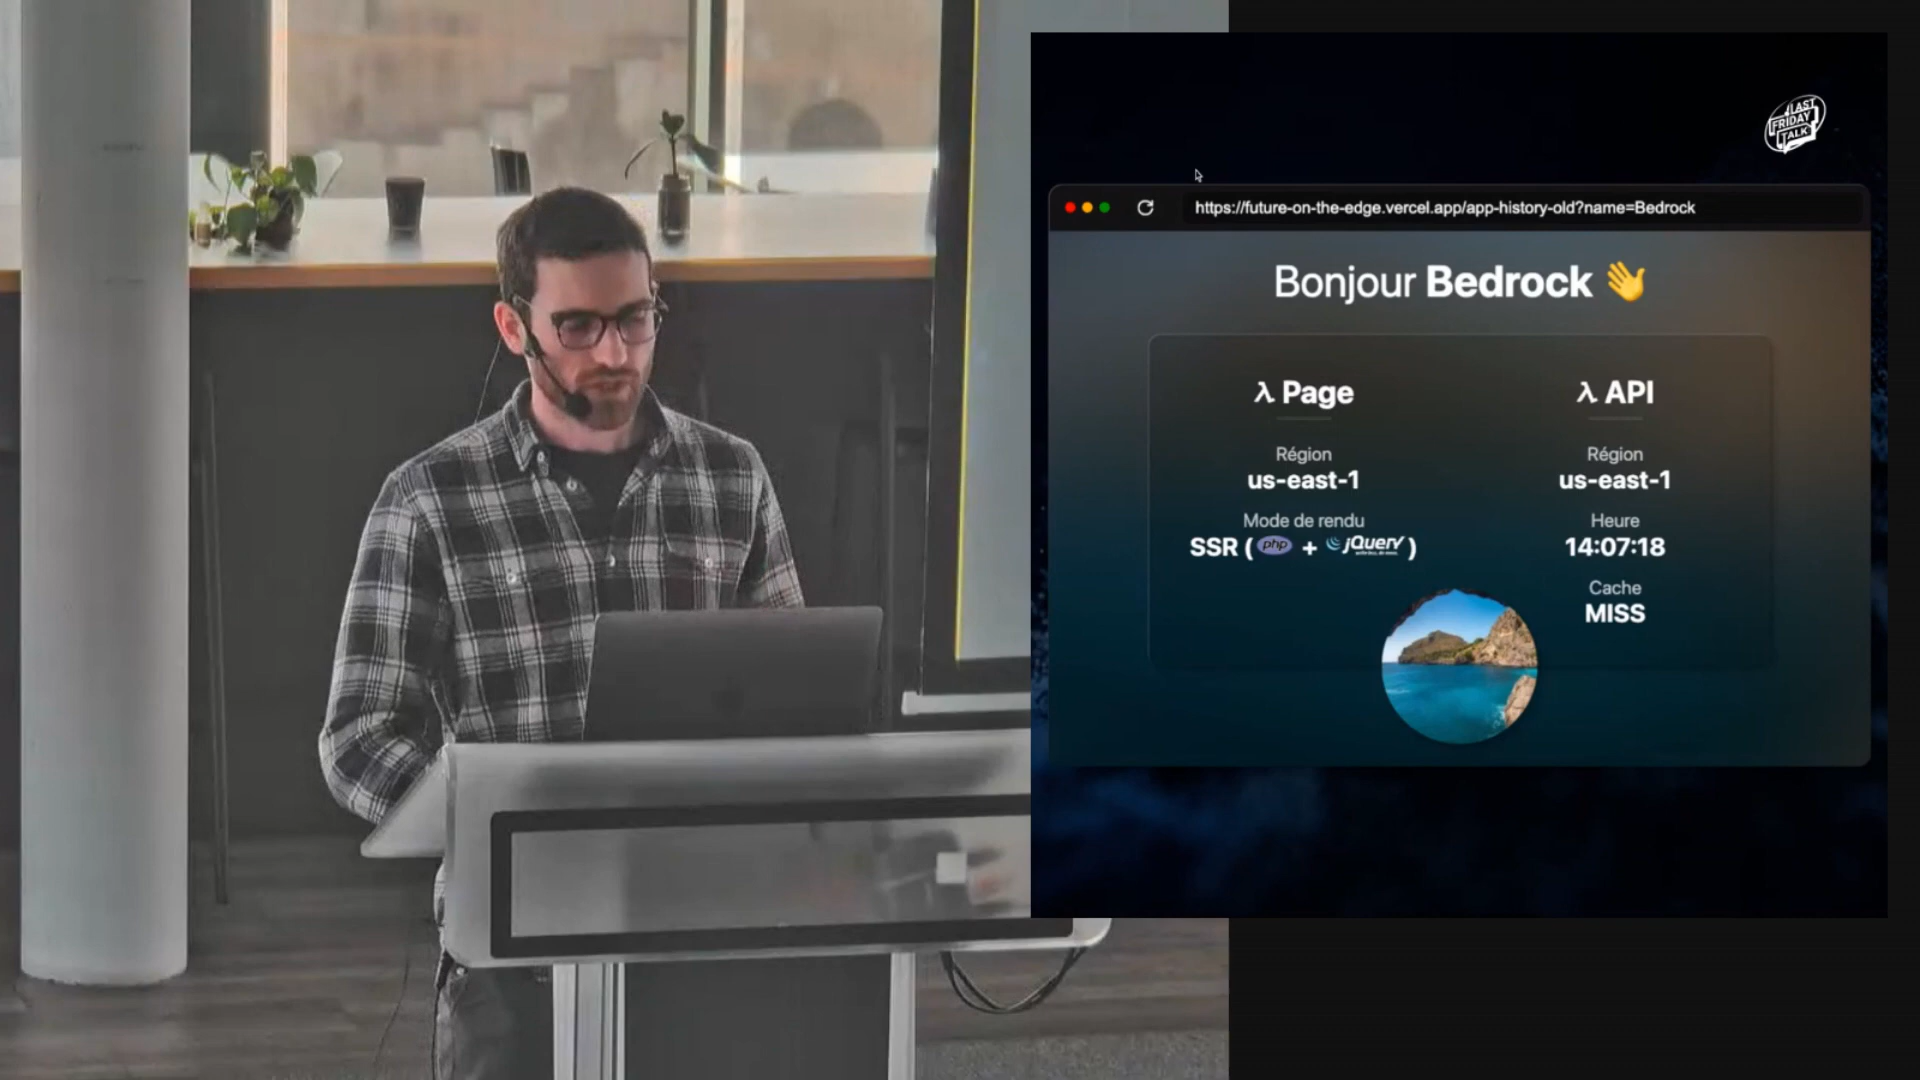 LAST
FRIDAY
TALK
https://future-on-the-edge.vercel.app/app-history-old?name=Bedrock
Bonjour Bedrock 👋
λ Page
Région
us-east-1
Mode de rendu
SSR ( php + jQuery )
λ API
Région
us-east-1
Heure
14:07:18
Cache
MISS